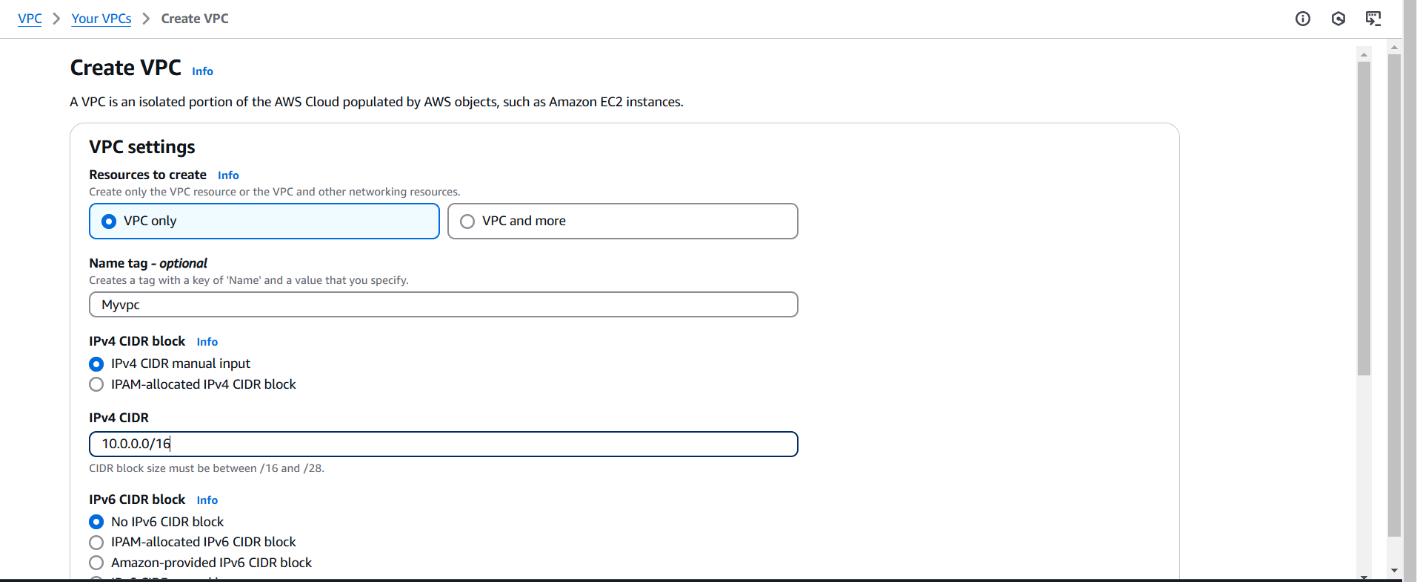 VPC > Your VPCs > Create VPC
Create VPC Info
A VPC is an isolated portion of the AWS Cloud populated by AWS objects, such as Amazon EC2 instances.
VPC settings
Resources to create Info
Create only the VPC resource or the VPC and other networking resources.
VPC only VPC and more
Name tag - optional
Creates a tag with a key of 'Name' and a value that you specify.
Myvpc
IPv4 CIDR block Info
IPv4 CIDR manual input
IPAM-allocated IPv4 CIDR block
IPv4 CIDR
10.0.0.0/16
CIDR block size must be between /16 and /28.
IPv6 CIDR block Info
No IPv6 CIDR block
IPAM-allocated IPv6 CIDR block
Amazon-provided IPv6 CIDR block